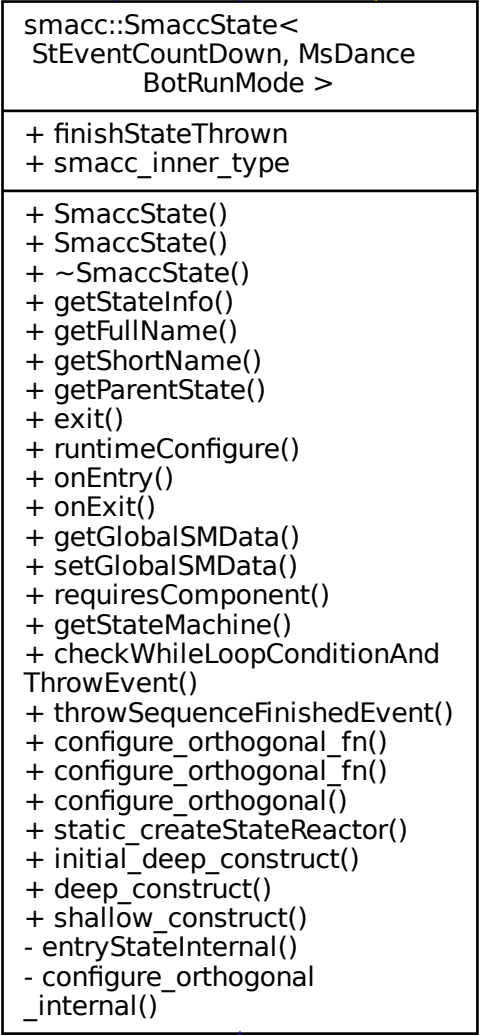 smacc::SmaccState<
StEventCountDown, MsDance
BotRunMode >
+ finishStateThrown
+ smacc_inner_type
+ SmaccState()
+ SmaccState()
+ ~SmaccState()
+ getStateInfo()
+ getFullName()
+ getShortName()
+ getParentState()
+ exit()
+ runtimeConfigure()
+ onEntry()
+ onExit()
+ getGlobalSMData()
+ setGlobalSMData()
+ requiresComponent()
+ getStateMachine()
+ checkWhileLoopConditionAnd
ThrowEvent()
+ throwSequenceFinishedEvent()
+ configure_orthogonal_fn()
+ configure_orthogonal_fn()
+ configure_orthogonal()
+ static_createStateReactor()
+ initial_deep_construct()
+ deep_construct()
+ shallow_construct()
- entryStateInternal()
- configure_orthogonal
_internal()